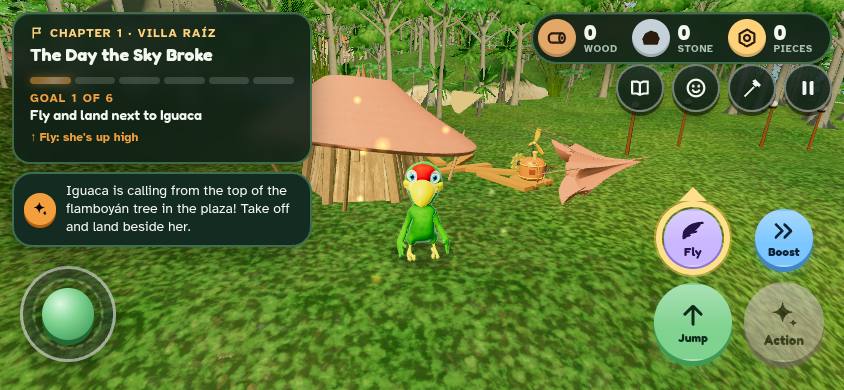 CHAPTER 1 · VILLA RAÍZ
The Day the Sky Broke
GOAL 1 OF 6
Fly and land next to Iguaca
↑ Fly: she's up high
Iguaca is calling from the top of the
flamboyán tree in the plaza! Take off
and land beside her.
0 WOOD
0 STONE
0 PIECES
Fly
Boost
Jump
Action